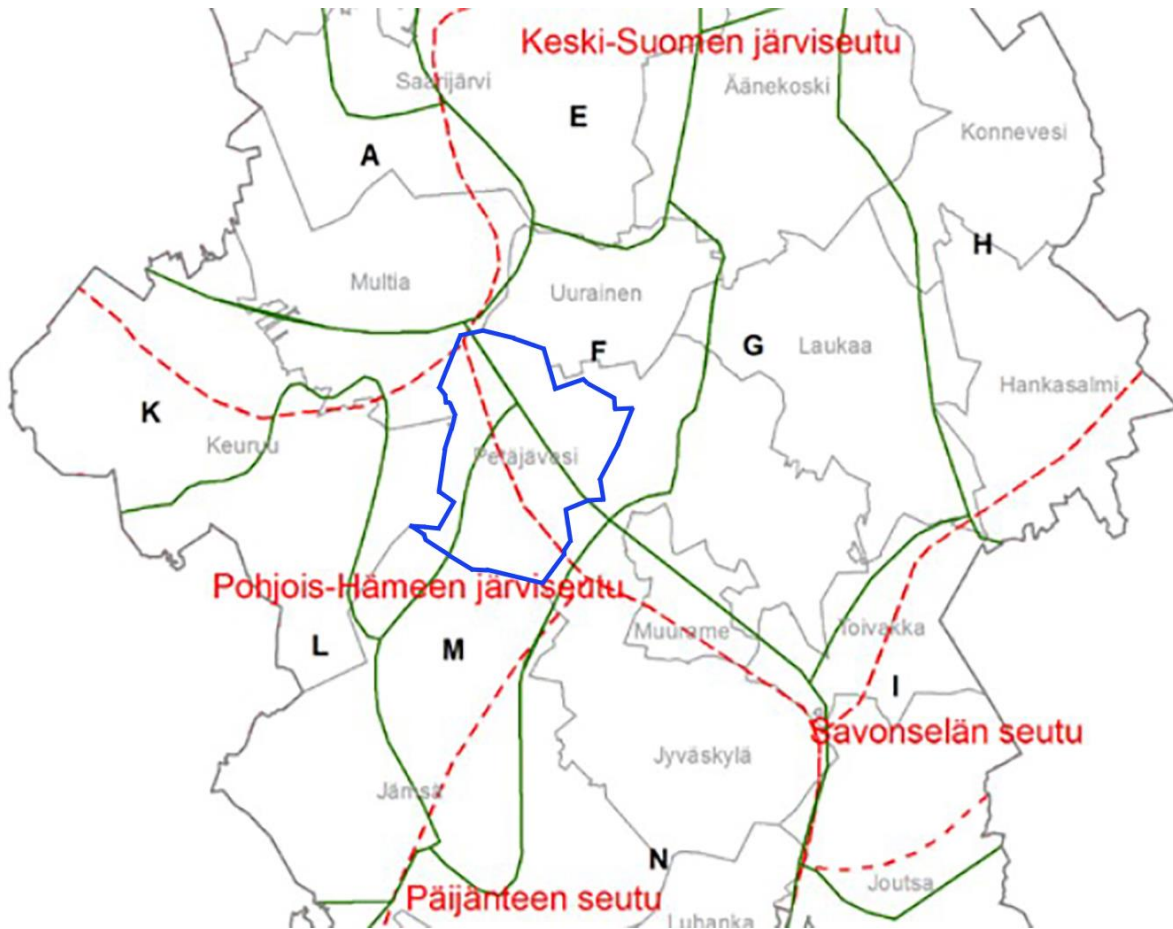 Keski-Suomen järviseutu
Saarijärvi
Äänekoski
E
Konnevesi
A
H
Multia
Uurainen
F
G
Laukaa
Hankasalmi
K
Keuruu
Petäjävesi
Pohjois-Hämeen järviseutu
Muurame
Toivakka
L
M
I
Savonselän seutu
Jyväskylä
Jämsä
N
Joutsa
Päijänteen seutu
Luhanka